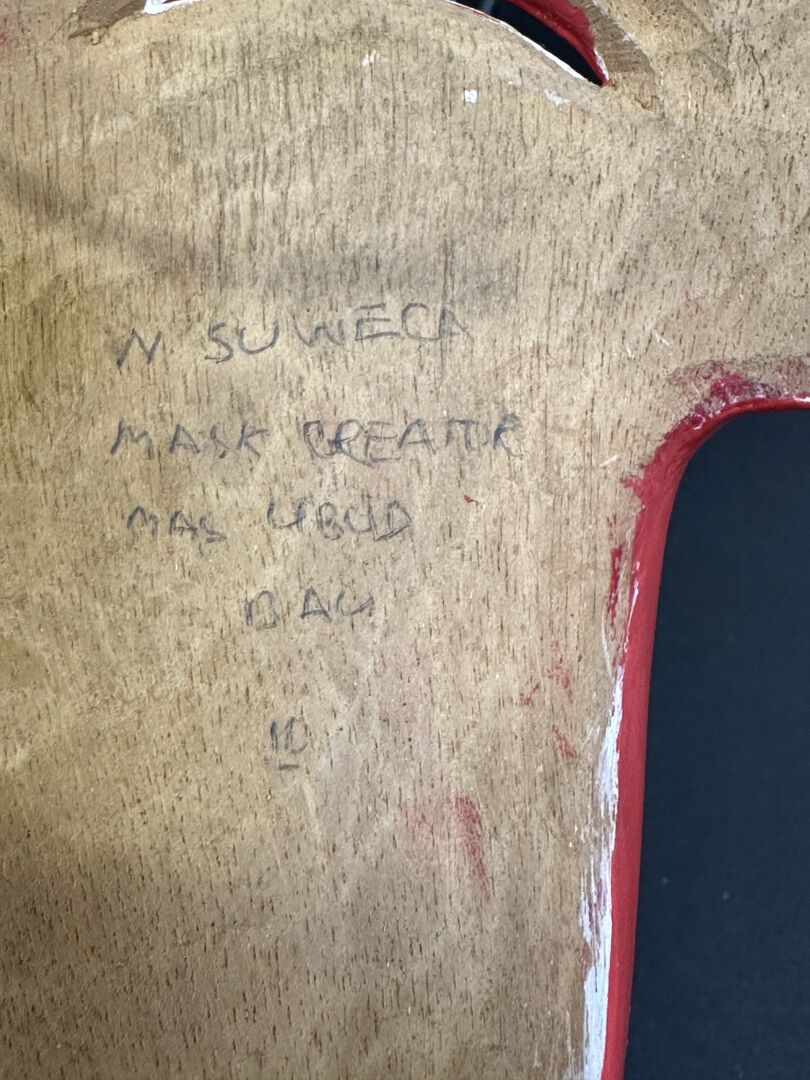 N. SUWECA
MASK CREATOR
MAS UBUD
BALI
10